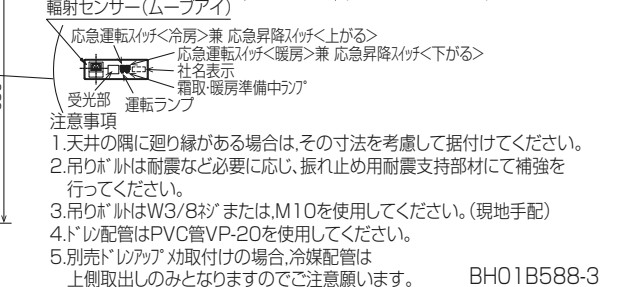 輻射センサー(ムーブアイ)
応急運転スイッチ<冷房>兼 応急昇降スイッチ<上がる>
応急運転スイッチ<暖房>兼 応急昇降スイッチ<下がる>
社名表示
霜取・暖房準備中ランプ
受光部
運転ランプ
注意事項
1.天井の隅に廻り縁がある場合は,その寸法を考慮して据付けてください。
2.吊りボルトは耐震など必要に応じ、振れ止め用耐震支持部材にて補強を
行ってください。
3.吊りボルトはW3/8ネジまたは,M10を使用してください。(現地手配)
4.ドレン配管はPVC管VP-20を使用してください。
5.別売ドレンアップメカ取付けの場合,冷媒配管は
上側取出しのみとなりますのでご注意願います。
BH01B588-3